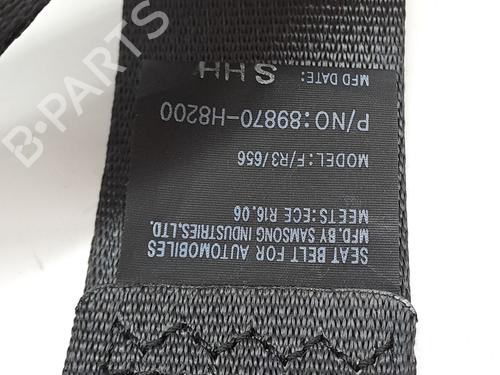 SEAT BELT FOR AUTOMOBILES
MFD.BY SAMSONG INDUSTRIES,LTD.
MEETS:ECE R16.06
MODEL:F/R3/656
P/NO:89870-H8200
MFD DATE:
B-PARTS